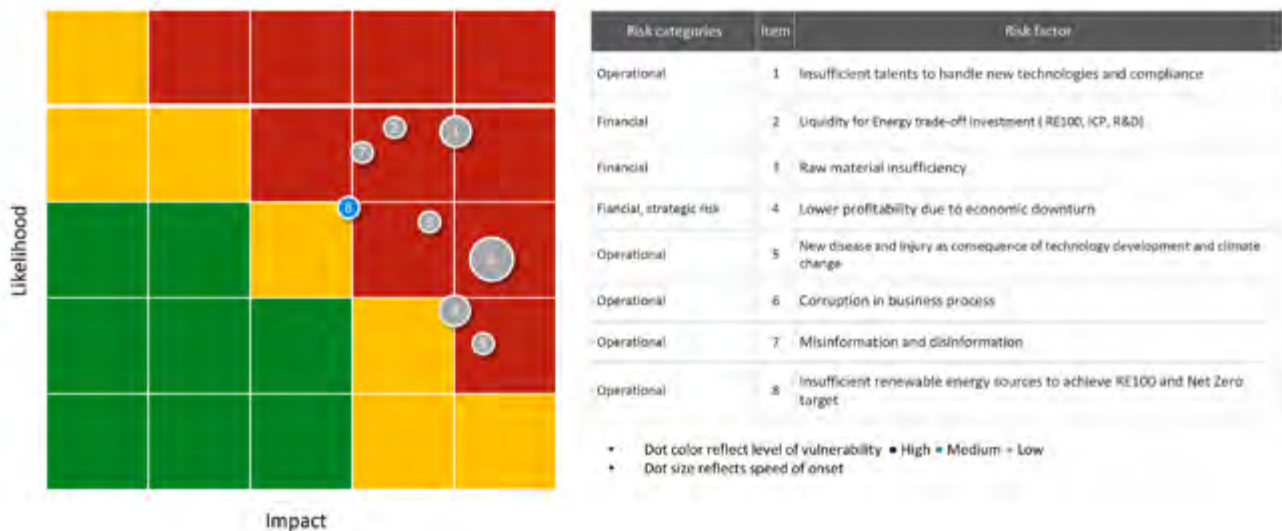 Likelihood
Impact
2
7
Risk categories Item Risk factor
Operational 1 Insufficient talents to handle new technologies and compliance
Financial 2 Liquidity for Energy trade-off investment ( RE100, ICP, R&D)
Financial Raw material insufficiency
Fiancial, strategic risk 4 Lower profitability due to economic downturn
Operational 5 New disease and injury as consequence of technology development and climate
change
Operational 6 Corruption in business process
Operational 7 Misinformation and disinformation
Operational 8 Insufficient renewable energy sources to achieve RE100 and Net Zero
target
• Dot color reflect level of vulnerability High Medium Low
• Dot size reflects speed of onset